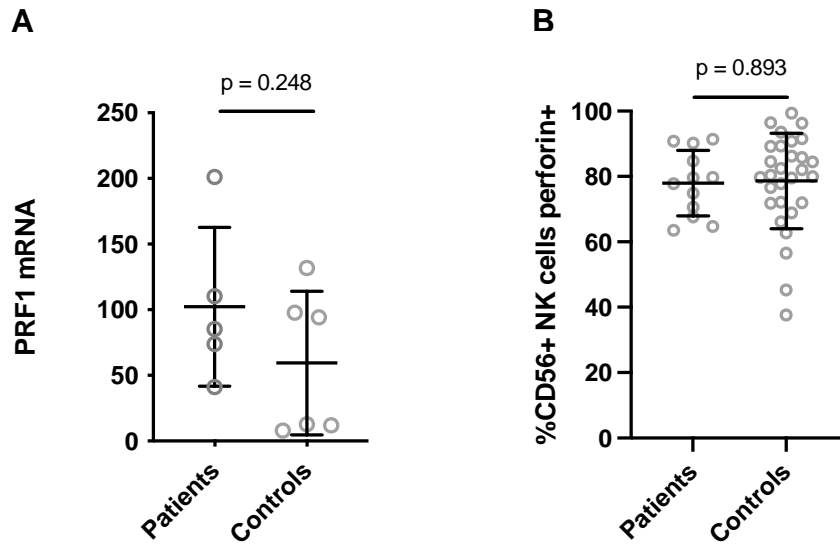 A
p = 0.248
PRF1 mRNA
250
200
150
100
50
0
Patients
Controls
B
p = 0.893
%CD56+ NK cells perforin+
100
80
60
40
20
0
Patients
Controls